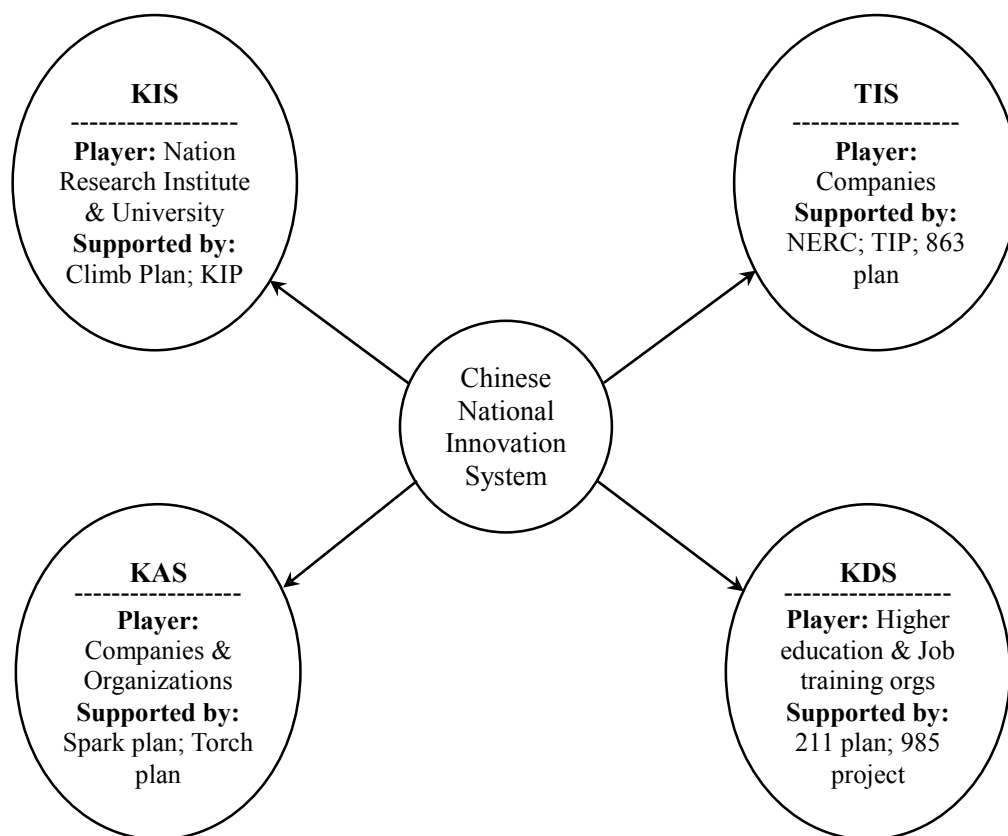 KIS
------------------
Player: Nation
Research Institute
& University
Supported by:
Climb Plan; KIP
TIS
------------------
Player:
Companies
Supported by:
NERC; TIP; 863
plan
Chinese
National
Innovation
System
KAS
------------------
Player:
Companies &
Organizations
Supported by:
Spark plan; Torch
plan
KDS
------------------
Player: Higher
education & Job
training orgs
Supported by:
211 plan; 985
project